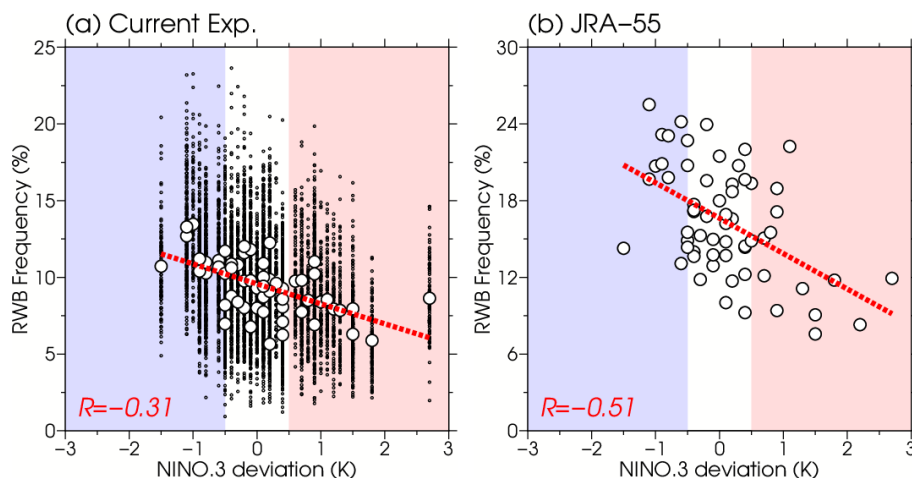 (a) Current Exp.
25
20
15
10
5
0
RWB Frequency (%)
R=−0.31
−3 −2 −1 0 1 2 3
NINO.3 deviation (K)
(b) JRA−55
30
24
18
12
6
0
RWB Frequency (%)
R=−0.51
−3 −2 −1 0 1 2 3
NINO.3 deviation (K)